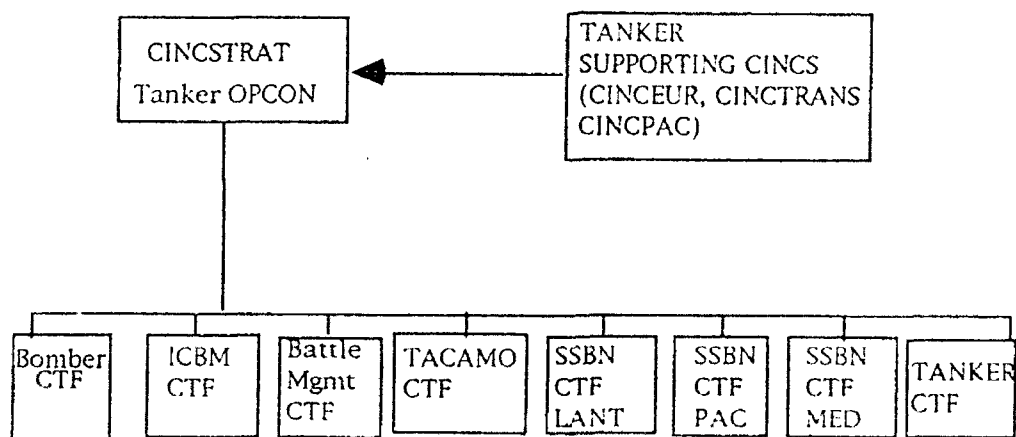 CINCSTRAT
Tanker OPCON
TANKER
SUPPORTING CINCS
(CINCEUR, CINCTRANS
CINCPAC)
Bomber
CTF
ICBM
CTF
Battle
Mgmt
CTF
TACAMO
CTF
SSBN
CTF
LANT
SSBN
CTF
PAC
SSBN
CTF
MED
TANKER
CTF